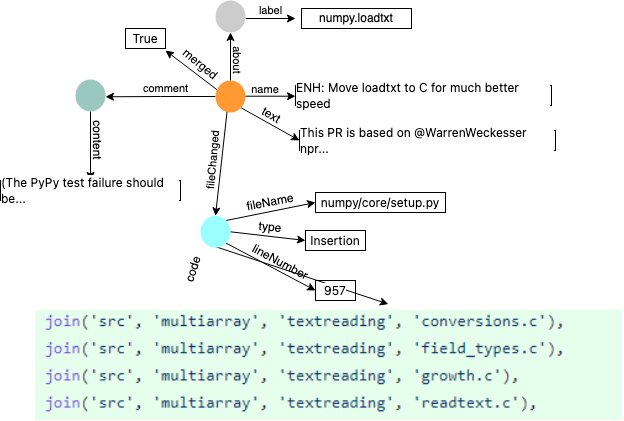 label
numpy.loadtxt
True
merged
about
comment
name
ENH: Move loadtxt to C for much better
speed
text
content
fileChanged
This PR is based on @WarrenWeckesser
npr...
(The PyPy test failure should
be...
fileName
numpy/core/setup.py
type
Insertion
code
lineNumber
957
join('src', 'multiarray', 'textreading', 'conversions.c'),
join('src', 'multiarray', 'textreading', 'field_types.c'),
join('src', 'multiarray', 'textreading', 'growth.c'),
join('src', 'multiarray', 'textreading', 'readtext.c'),